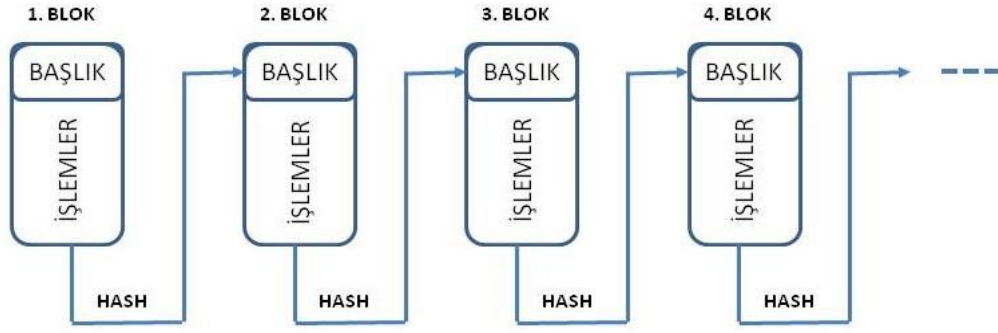 1. BLOK
2. BLOK
3. BLOK
4. BLOK
BAŞLIK
BAŞLIK
BAŞLIK
BAŞLIK
İŞLEMLER
İŞLEMLER
İŞLEMLER
İŞLEMLER
HASH
HASH
HASH
HASH